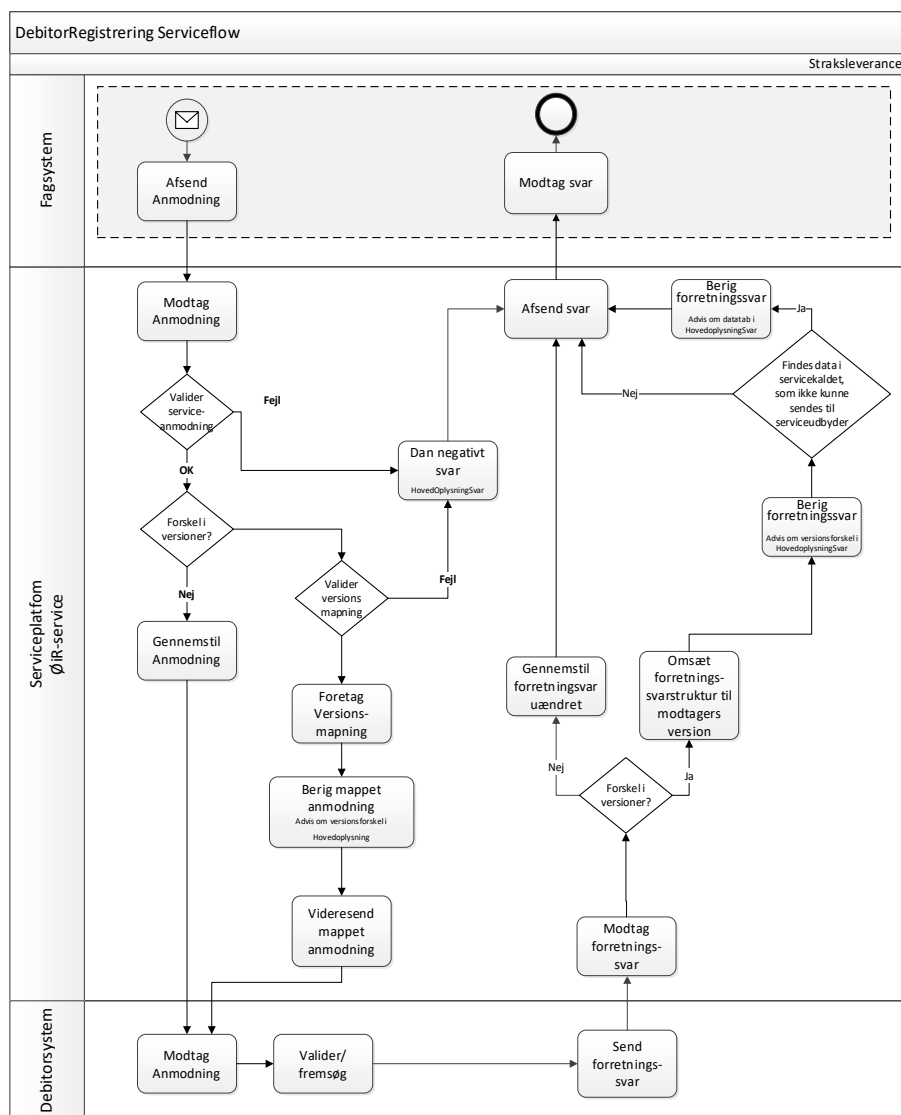 DebitorRegistrering Serviceflow
Straksleverance
Fagsystem
Afsend
Anmodning
Modtag svar
Serviceplatfom
ØiR-service
Modtag
Anmodning
Afsend svar
Berig
forretningssvar
Advis om datatab i
HovedoplysningSvar
Ja
Valider
service-
anmodning
Fejl
Nej
Findes data i
servicekaldet,
som ikke kunne
sendes til
serviceudbyder
OK
Dan negativt
svar
HovedOplysningSvar
Forskel i
versioner?
Berig
forretningssvar
Advis om versionsforskel i
HovedoplysningSvar
Nej
Valider
versions
mapning
Fejl
Gennemstil
Anmodning
Foretag
Versions-
mapning
Gennemstil
forretningsvar
uændret
Omsæt
forretnings-
svarstruktur til
modtagers
version
Nej
Ja
Berig mappet
anmodning
Advis om versionsforskel i
Hovedoplysning
Forskel i
versioner?
Videresend
mappet
anmodning
Modtag
forretnings-
svar
Debitorsystem
Modtag
Anmodning
Valider/
fremsøg
Send
forretnings-
svar